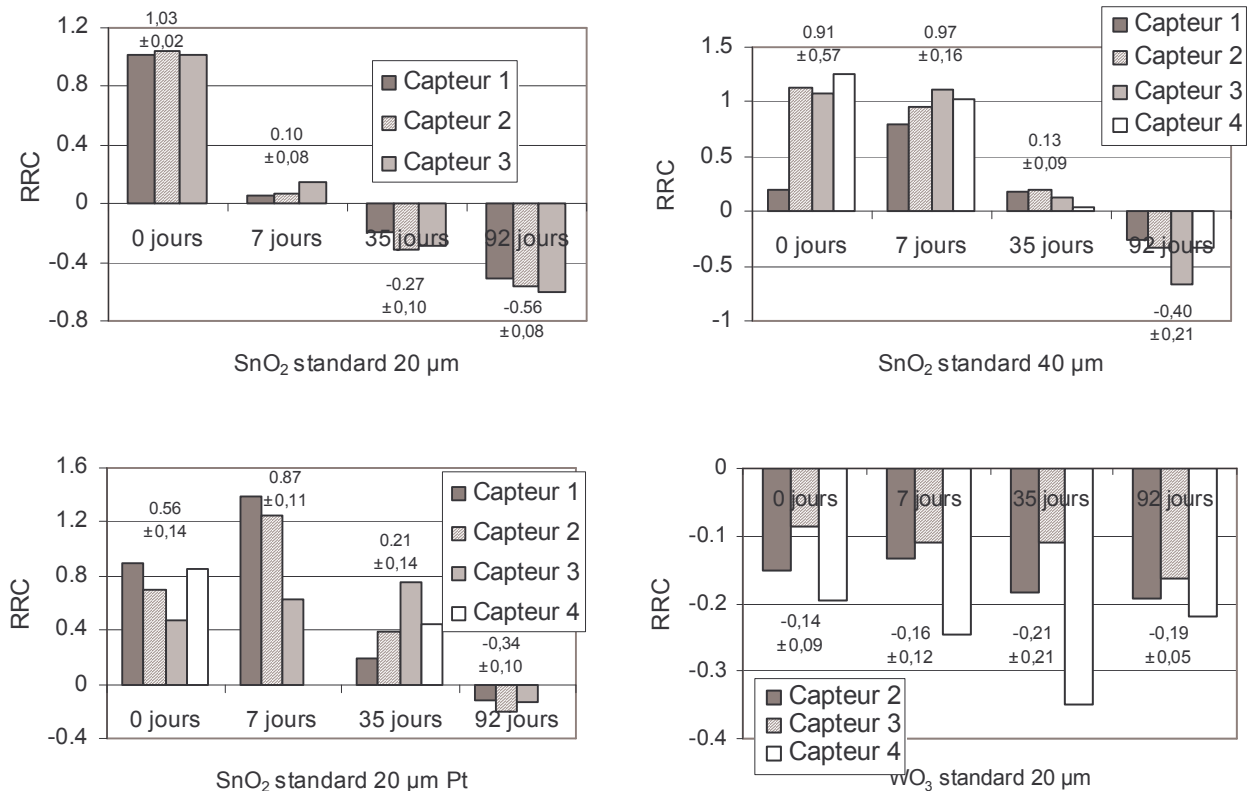 1.2
0.8
0.4
0
-0.4
-0.8
RRC
1,03
±0,02
0.10
±0,08
-0.27
±0,10
-0.56
±0,08
0 jours
7 jours
35 jours
92 jours
Capteur 1
Capteur 2
Capteur 3
SnO₂ standard 20 µm
1.5
1
0.5
0
-0.5
-1
RRC
0.91
±0,57
0.97
±0,16
0.13
±0,09
-0,40
±0,21
0 jours
7 jours
35 jours
92 jours
Capteur 1
Capteur 2
Capteur 3
Capteur 4
SnO₂ standard 40 µm
1.6
1.2
0.8
0.4
0
-0.4
RRC
0.56
±0,14
0.87
±0,11
0.21
±0,14
-0,34
±0,10
0 jours
7 jours
35 jours
92 jours
Capteur 1
Capteur 2
Capteur 3
Capteur 4
SnO₂ standard 20 µm Pt
0
-0.1
-0.2
-0.3
-0.4
RRC
0 jours
7 jours
35 jours
92 jours
-0,14
±0,09
-0,16
±0,12
-0,21
±0,21
-0,19
±0,05
Capteur 2
Capteur 3
Capteur 4
WO₃ standard 20 µm